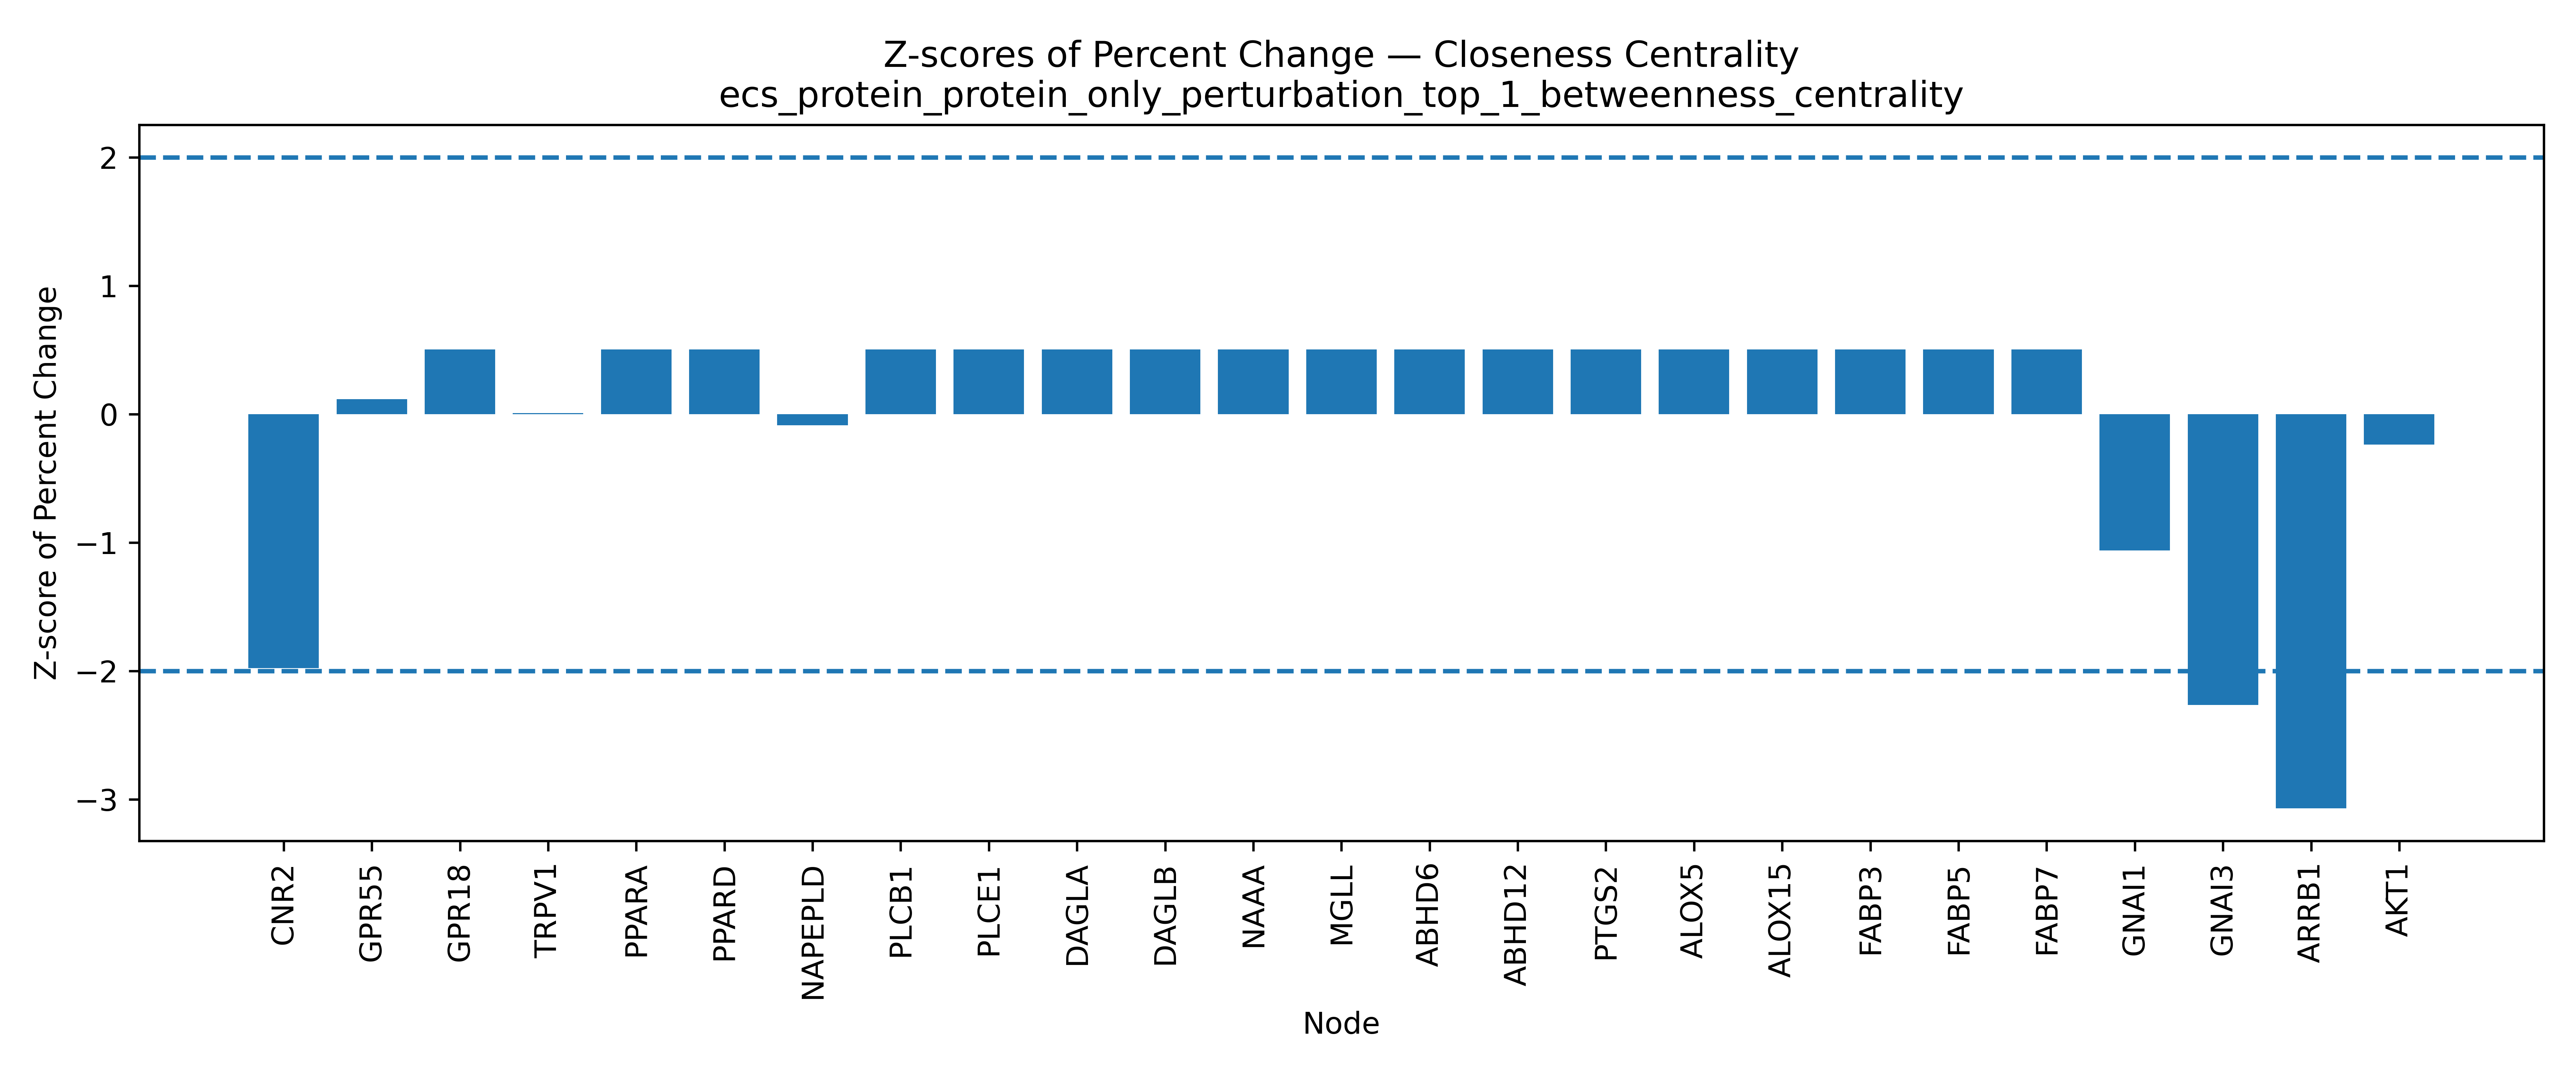 Z-scores of Percent Change — Closeness Centrality
ecs_protein_protein_only_perturbation_top_1_betweenness_centrality
Z-score of Percent Change
2
1
0
−1
−2
−3
CNR2
GPR55
GPR18
TRPV1
PPARA
PPARD
NAPEPLD
PLCB1
PLCE1
DAGLA
DAGLB
NAAA
MGLL
ABHD6
ABHD12
PTGS2
ALOX5
ALOX15
FABP3
FABP5
FABP7
GNAI1
GNAI3
ARRB1
AKT1
Node